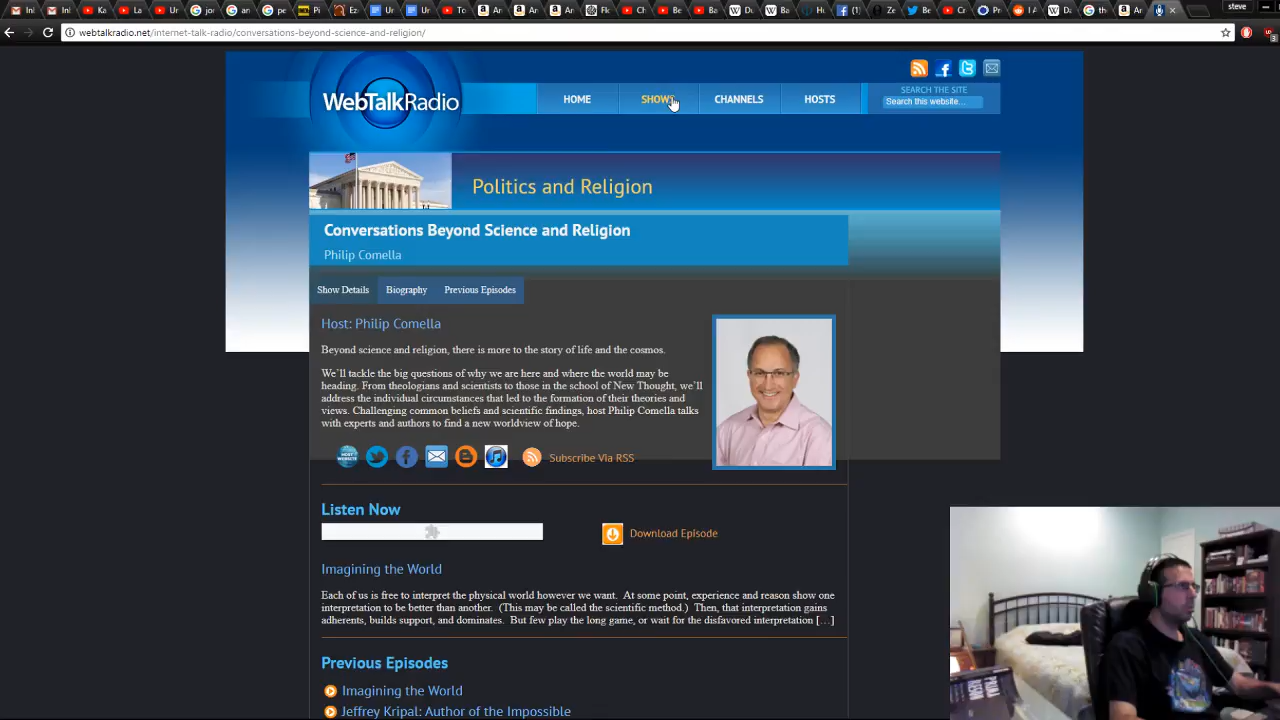 steve
webtalkradio.net/internet-talk-radio/conversations-beyond-science-and-religion/
WebTalkRadio
HOME
SHOWS
CHANNELS
HOSTS
SEARCH THE SITE
Search this website...
Politics and Religion
Conversations Beyond Science and Religion
Philip Comella
Show Details
Biography
Previous Episodes
Host: Philip Comella
Beyond science and religion, there is more to the story of life and the cosmos.
We'll tackle the big questions of why we are here and where the world may be
heading. From theologians and scientists to those in the school of New Thought, we'll
address the individual circumstances that led to the formation of their theories and
views. Challenging common beliefs and scientific findings, host Philip Comella talks
with experts and authors to find a new worldview of hope.
Subscribe Via RSS
Listen Now
Download Episode
Imagining the World
Each of us is free to interpret the physical world however we want. At some point, experience and reason show one
interpretation to be better than another. (This may be called the scientific method.) Then, that interpretation gains
adherents, builds support, and dominates. But few play the long game, or wait for the disfavored interpretation […]
Previous Episodes
Imagining the World
Jeffrey Kripal: Author of the Impossible